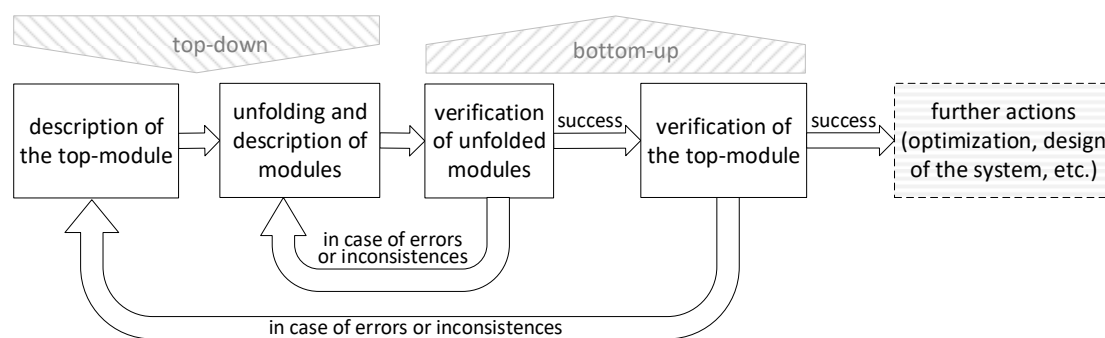 top-down
bottom-up
description of
the top-module
unfolding and
description of
modules
verification
of unfolded
modules
success
verification of
the top-module
success
further actions
(optimization, design
of the system, etc.)
in case of errors
or inconsistences
in case of errors or inconsistences